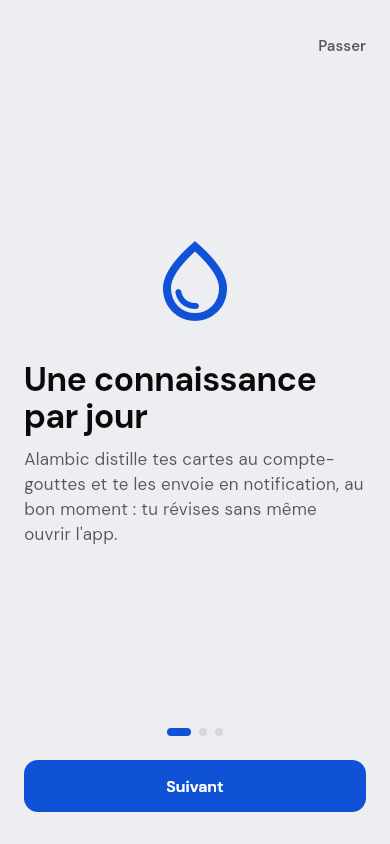 Passer
Une connaissance
par jour
Alambic distille tes cartes au compte-
gouttes et te les envoie en notification, au
bon moment : tu révises sans même
ouvrir l'app.
Suivant